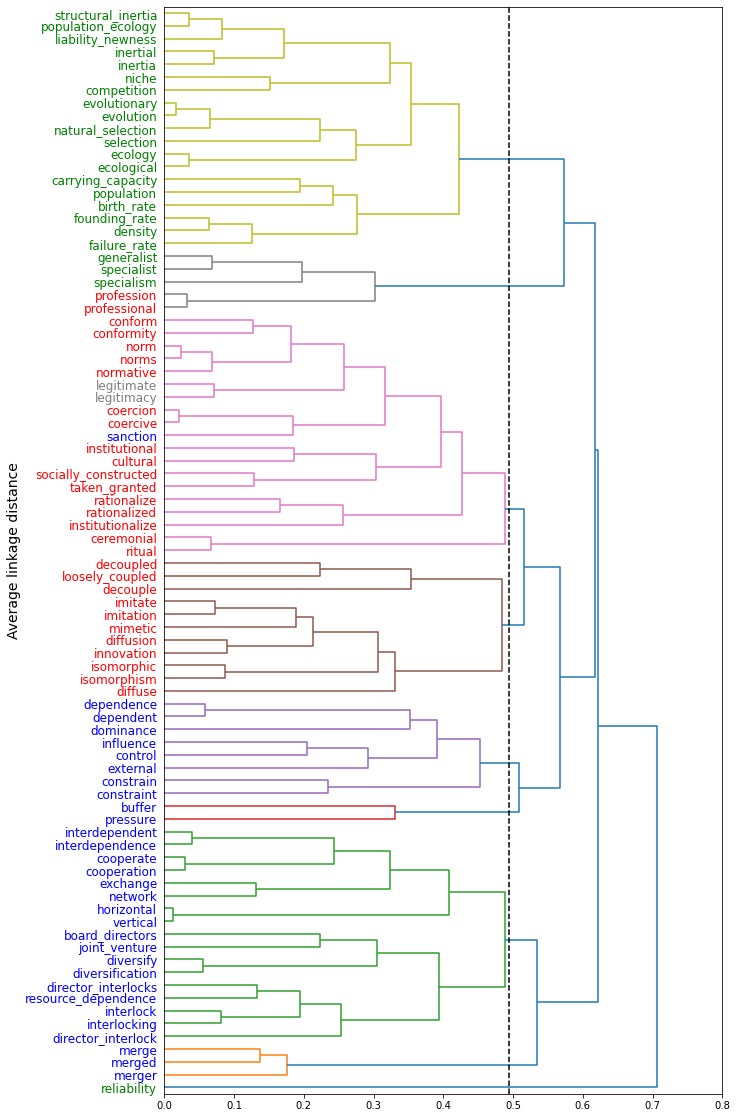 structural_inertia
population_ecology
liability_newness
inertial
inertia
niche
competition
evolutionary
evolution
natural_selection
selection
ecology
ecological
carrying_capacity
population
birth_rate
founding_rate
density
failure_rate
generalist
specialist
specialism
profession
professional
conform
conformity
norm
norms
normative
legitimate
legitimacy
coercion
coercive
sanction
institutional
cultural
socially_constructed
taken_granted
rationalize
rationalized
institutionalize
ceremonial
ritual
decoupled
loosely_coupled
decouple
imitate
imitation
mimetic
diffusion
innovation
isomorphic
isomorphism
diffuse
dependence
dependent
dominance
influence
control
external
constrain
constraint
buffer
pressure
interdependent
interdependence
cooperate
cooperation
exchange
network
horizontal
vertical
board_directors
joint_venture
diversify
diversification
director_interlocks
resource_dependence
interlock
interlocking
director_interlock
merge
merged
merger
reliability
Average linkage distance
0.0 0.1 0.2 0.3 0.4 0.5 0.6 0.7 0.8